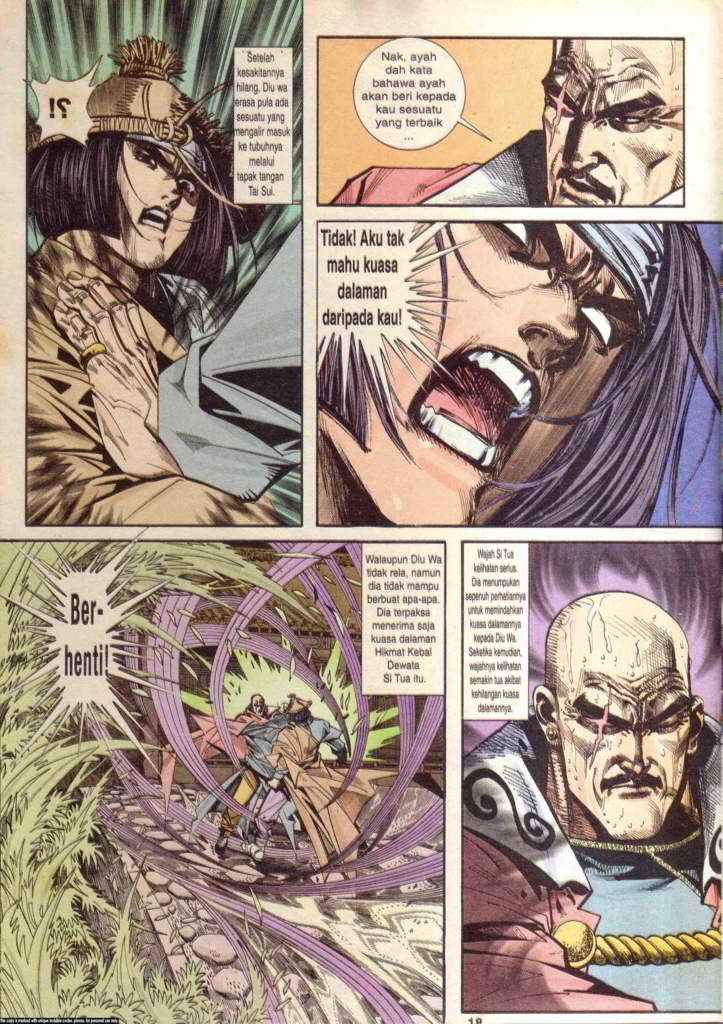 ?!
Setelah
kesakitannya
hilang, Diu wa
erasa pula ada
sesuatu yang
mengalir masuk
ke tubuhnya
melalui
tapak tangan
Tai Sui.
Nak, ayah
dah kata
bahawa ayah
akan beri kepada
kau sesuatu
yang terbaik
...
Tidak! Aku tak
mahu kuasa
dalaman
daripada kau!
Ber-
henti!
Walaupun Diu Wa
tidak rela, namun
dia tidak mampu
berbuat apa-apa.
Dia terpaksa
menerima saja
kuasa dalaman
Hikmat Kebal
Dewata
Si Tua itu.
Wajah Si Tua
kelihatan serius.
Dia menumpukan
sepenuh perhatiannya
untuk memindahkan
kuasa dalamannya
kepada Diu Wa.
Seketika kemudian,
wajahnya kelihatan
semakin tua akibat
kehilangan kuasa
dalamannya.
18